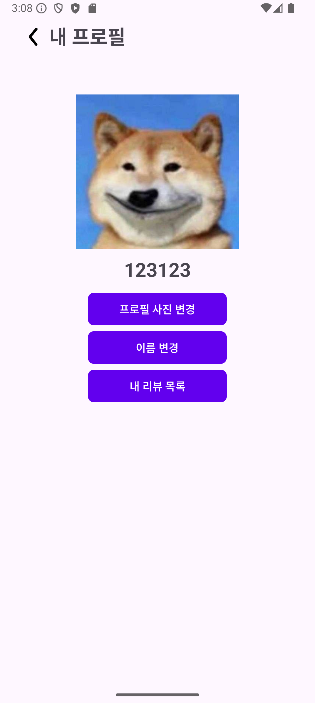 3:08
내 프로필
123123
프로필 사진 변경
이름 변경
내 리뷰 목록